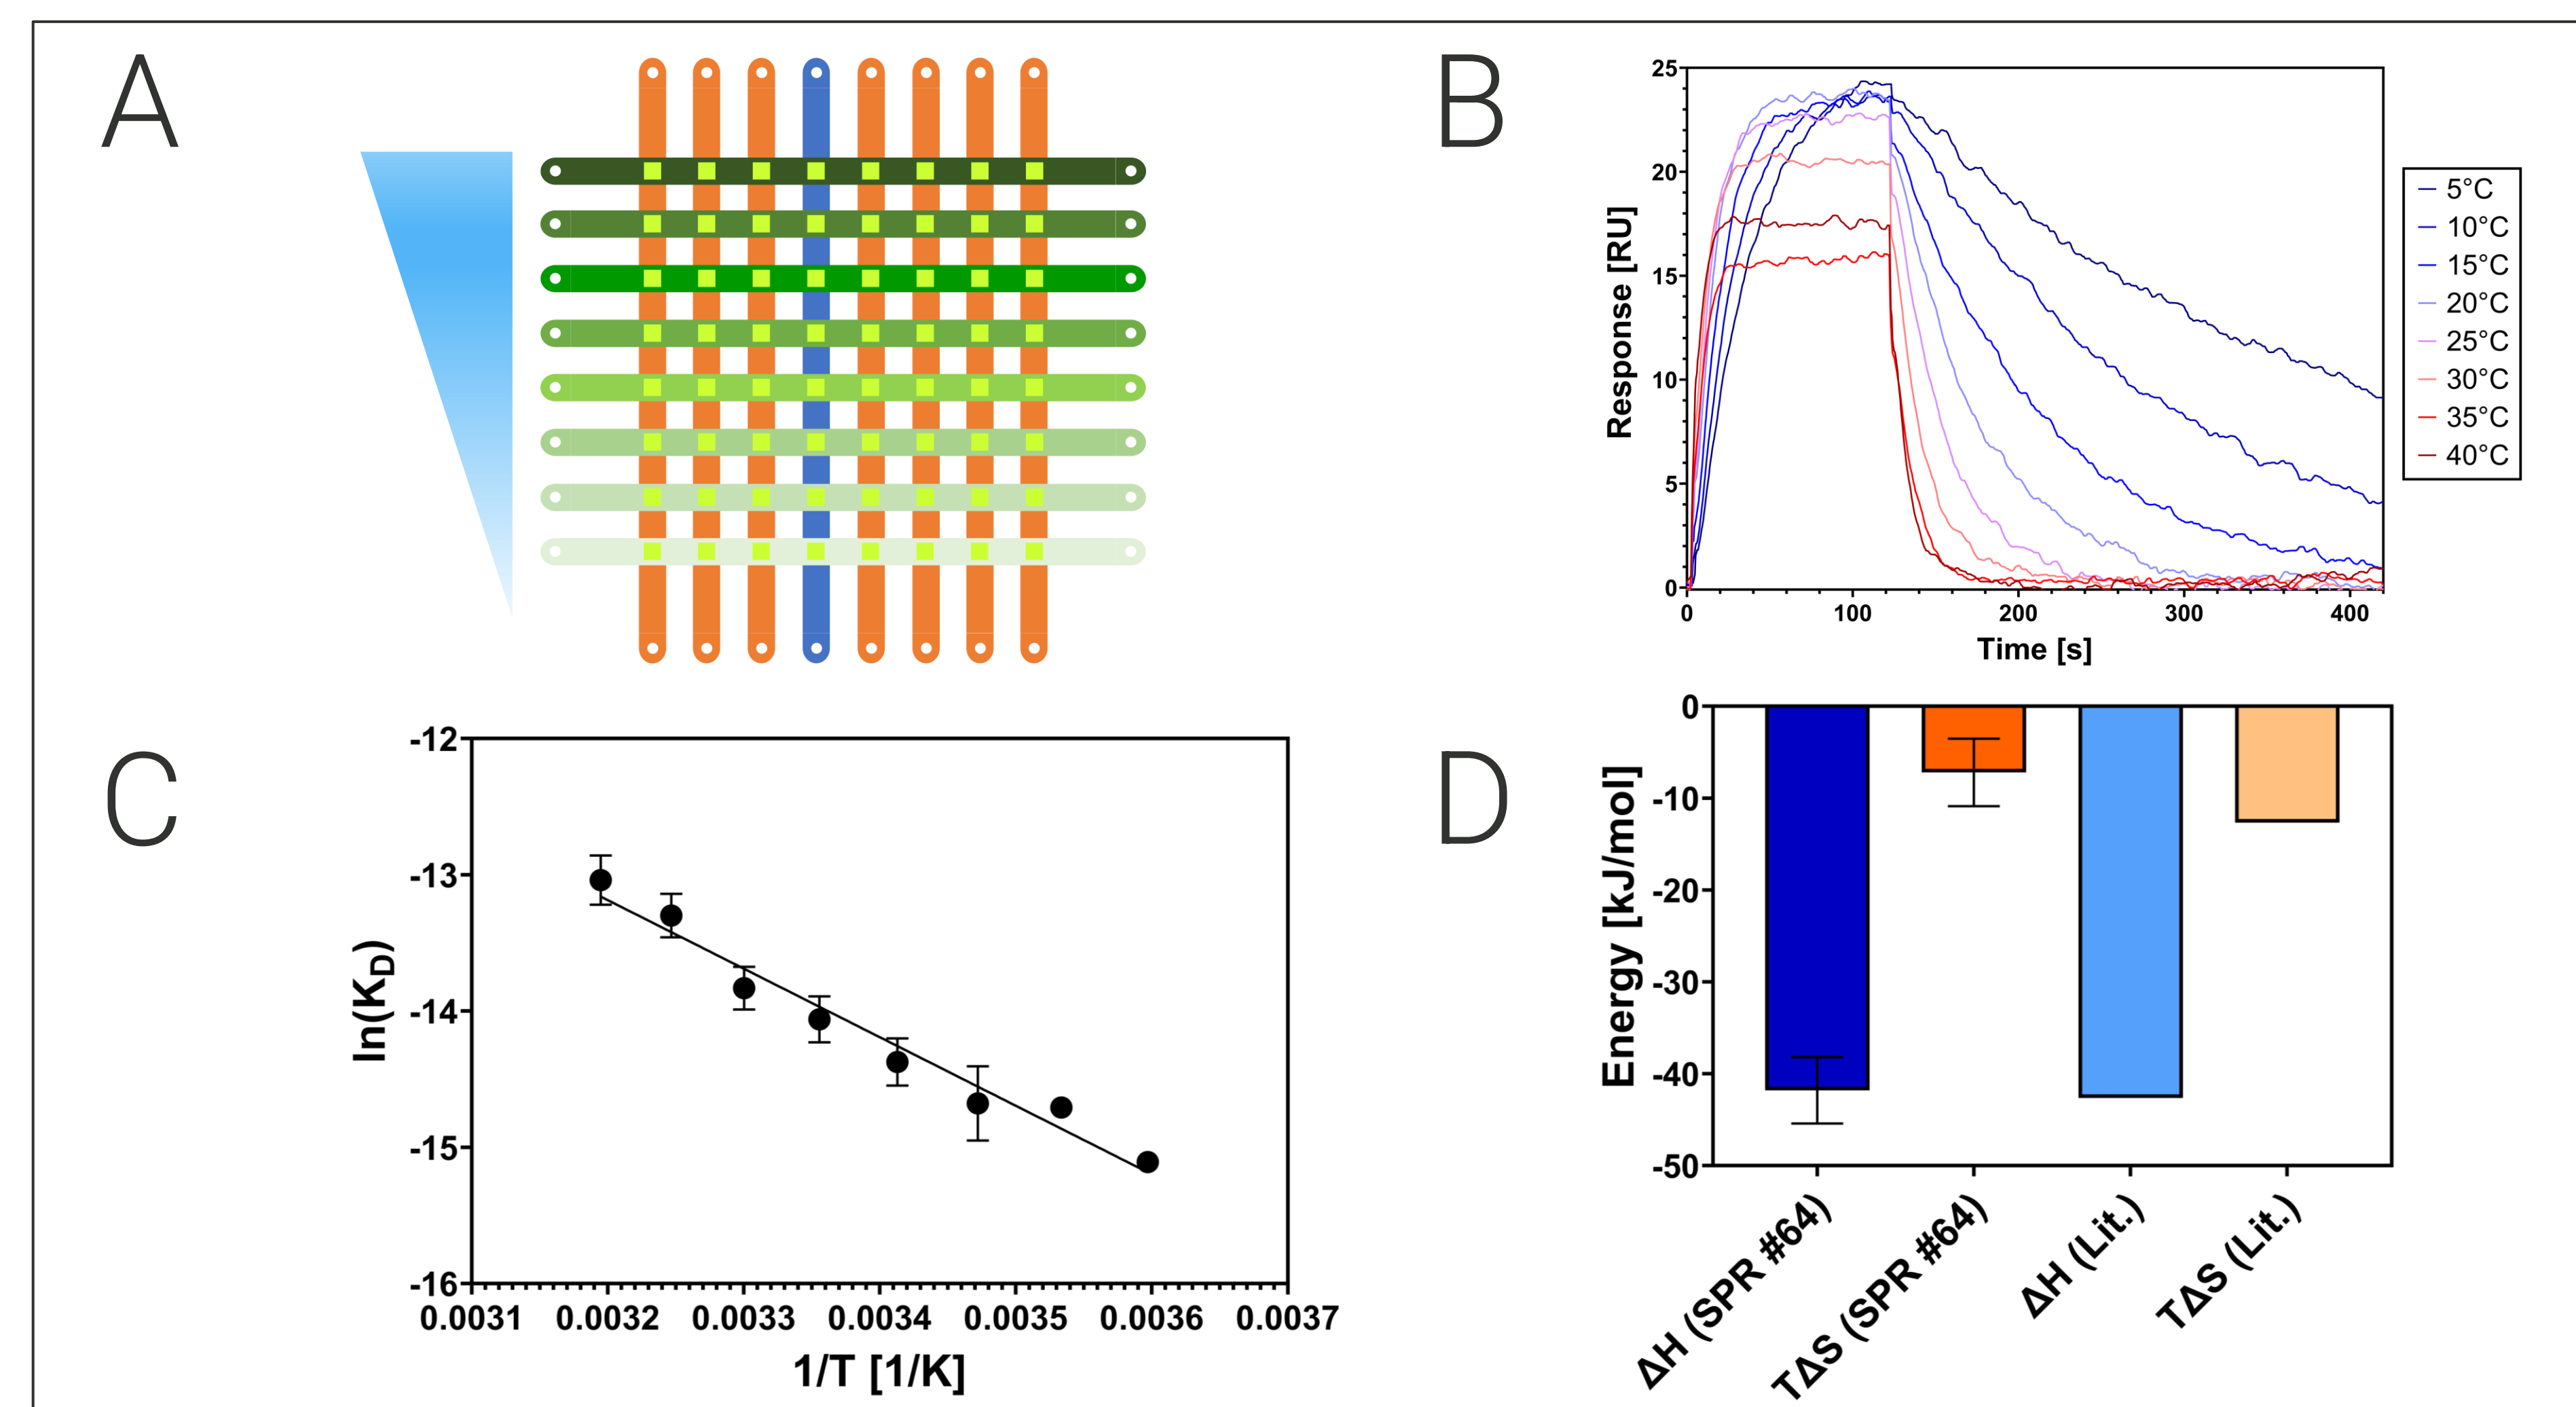 A
B
25
20
15
10
5
0
Response [RU]
0 100 200 300 400
Time [s]
5°C
10°C
15°C
20°C
25°C
30°C
35°C
40°C
C
-12
-13
-14
-15
-16
ln(K_D)
0.0031 0.0032 0.0033 0.0034 0.0035 0.0036 0.0037
1/T [1/K]
D
0
-10
-20
-30
-40
-50
Energy [kJ/mol]
ΔH (SPR #64)
TΔS (SPR #64)
ΔH (Lit.)
TΔS (Lit.)